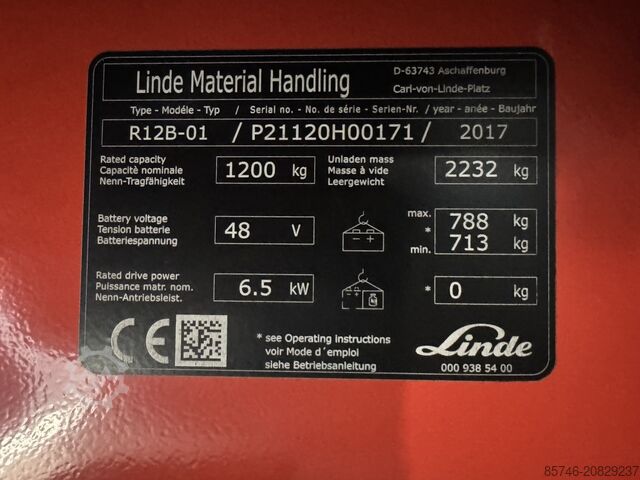 Linde Material Handling
D-63743 Aschaffenburg
Carl-von-Linde-Platz
Type - Modéle - Typ / Serial no. - No. de série - Serien-Nr. / year - anée - Baujahr
R12B-01 / P21120H00171 / 2017
Rated capacity
Capacité nominale
Nenn-Tragfähigkeit
1200 kg
Unladen mass
Masse à vide
Leergewicht
2232 kg
Battery voltage
Tension batterie
Batteriespannung
48 V
max.
*
min.
788 kg
713 kg
Rated drive power
Puissance matr. nom.
Nenn-Antriebsleist.
6.5 kW
* 0 kg
CE
* see Operating Instructions
voir Mode d´emploi
siehe Betriebsanleitung
Linde
000 938 54 00
85746-20829237